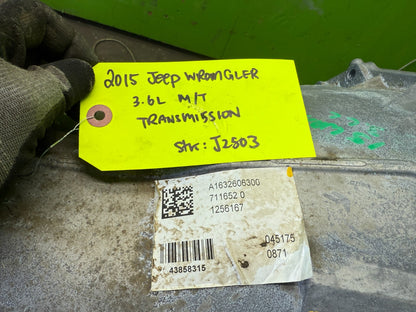 2015 Jeep WRANGLER
3.6L M/T
TRANSMISSION
Stk: J2803
A1632606300
711652 0
1256167
045175
0871
43858315